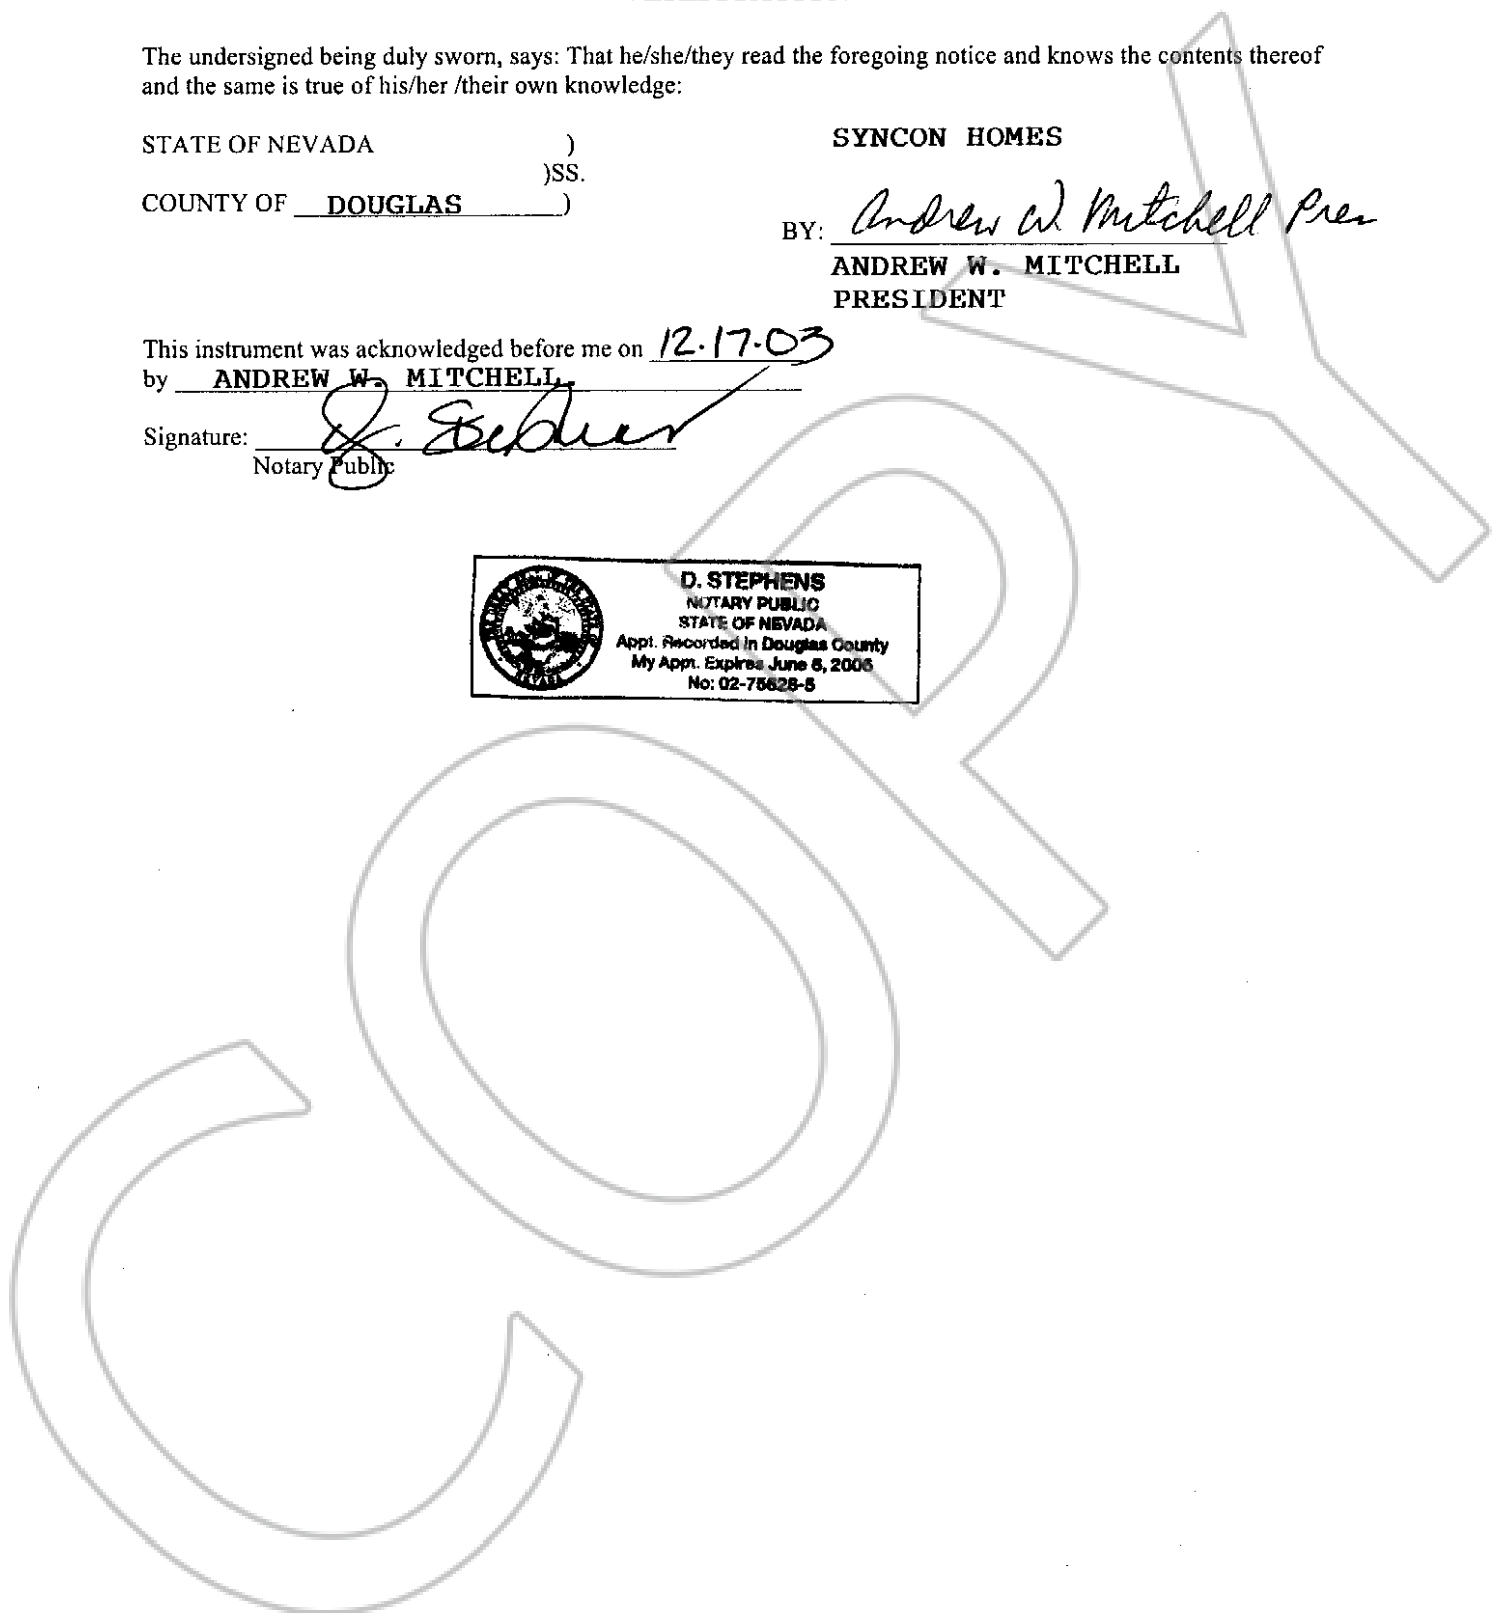 The undersigned being duly sworn, says: That he/she/they read the foregoing notice and knows the contents thereof
and the same is true of his/her /their own knowledge:
STATE OF NEVADA )
)SS.
COUNTY OF DOUGLAS )
SYNCON HOMES
BY: Andrew W. Mitchell Pres
ANDREW W. MITCHELL
PRESIDENT
This instrument was acknowledged before me on 12.17.03
by ANDREW W. MITCHELL.
Signature: D. Stephens
Notary Public
D. STEPHENS
NOTARY PUBLIC
STATE OF NEVADA
Appt. Recorded in Douglas County
My Appt. Expires June 6, 2006
No: 02-75628-5
NEVADA
COPY